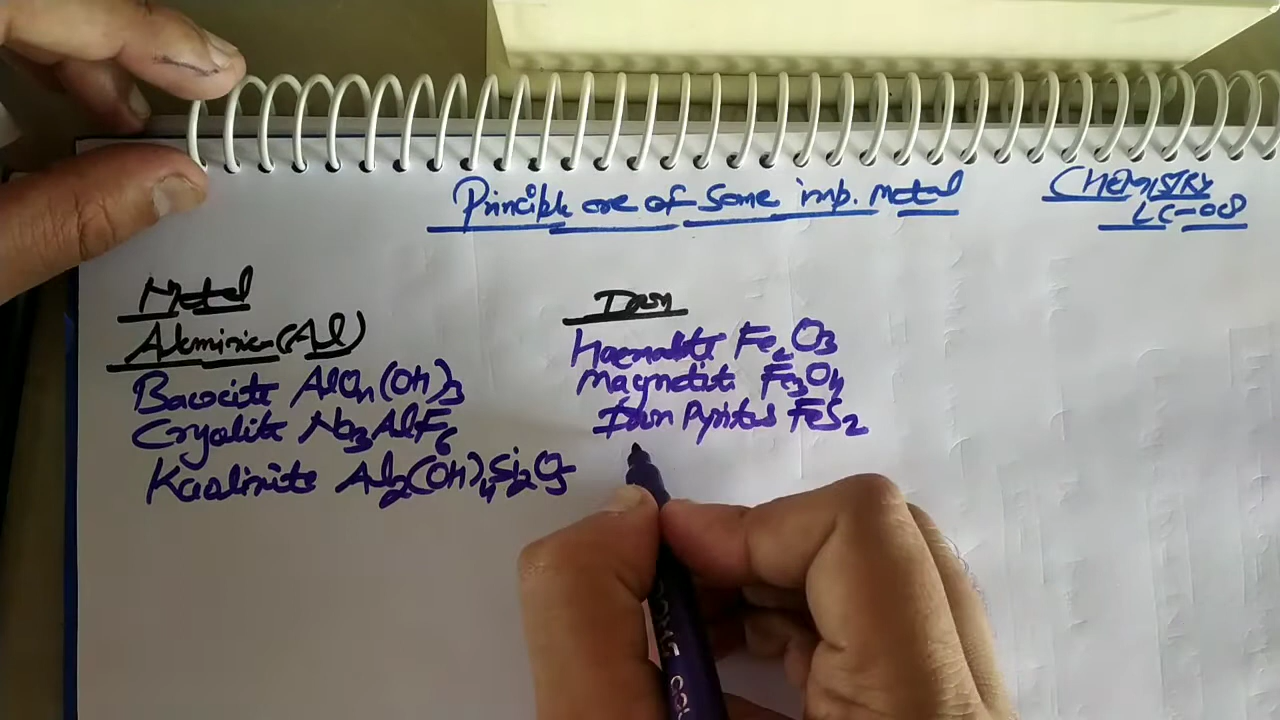 Principle ore of some imp. metal
CHEMISTRY
LC-008
Metal
Aluminium (Al)
Bauxite AlOn(OH)3
Cryolite Na3AlF6
Kaolinite Al2(OH)4Si2O5
Iron
Haematite Fe2O3
Magnetite Fe3O4
Iron Pyrites FeS2